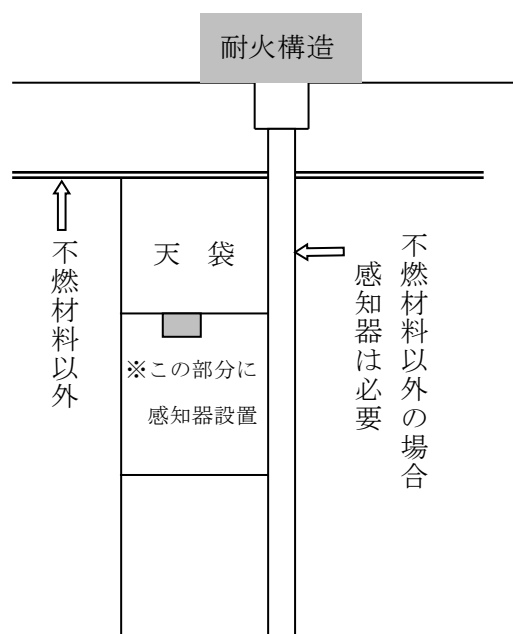 耐火構造
天袋
※この部分に
感知器設置
不燃材料以外
不燃材料以外の場合
感知器は必要